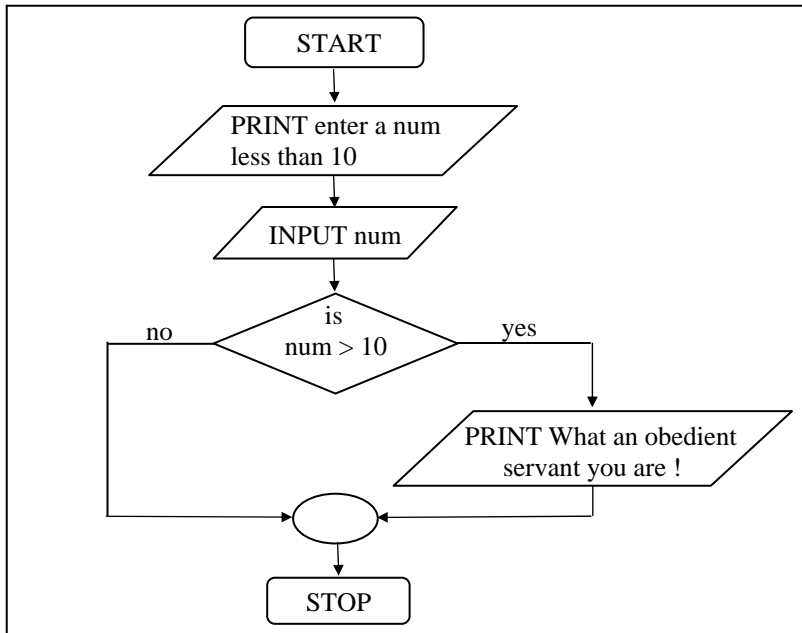 START
PRINT enter a num
less than 10
INPUT num
is
num > 10
no
yes
PRINT What an obedient
servant you are !
STOP